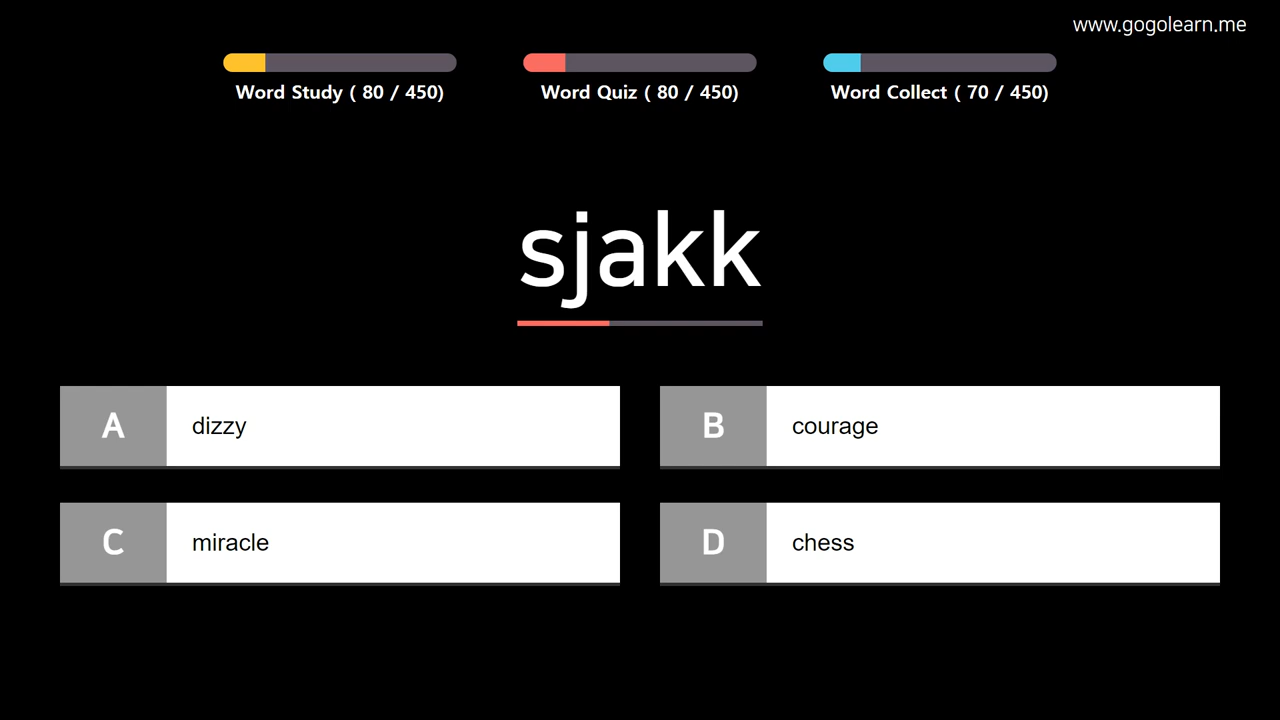 www.gogolearn.me
Word Study ( 80 / 450)
Word Quiz ( 80 / 450)
Word Collect ( 70 / 450)
sjakk
A dizzy
B courage
C miracle
D chess